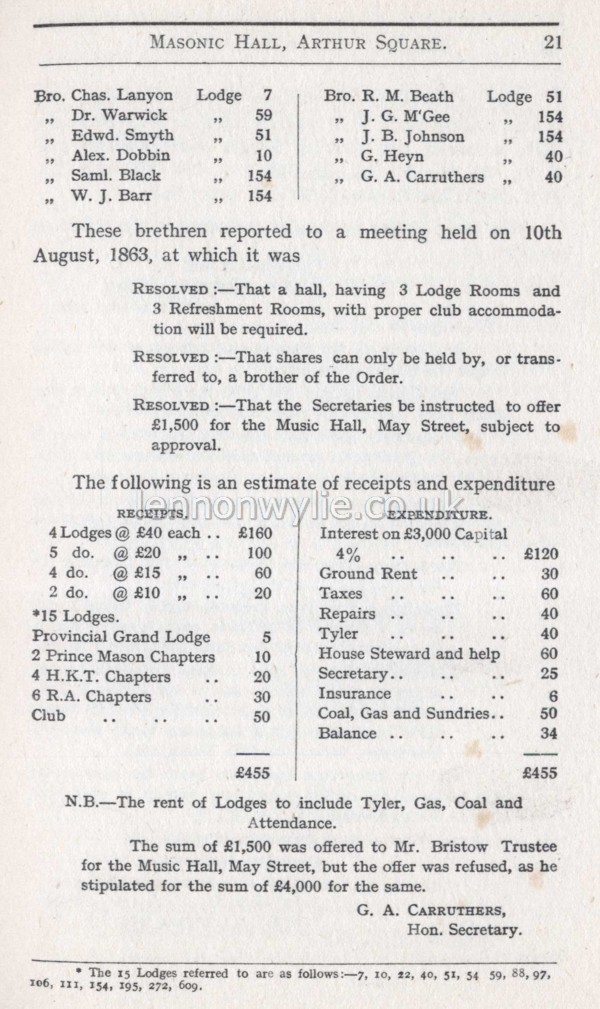 MASONIC HALL, ARTHUR SQUARE. 21
Bro. Chas. Lanyon Lodge 7
„ Dr. Warwick „ 59
„ Edwd. Smyth „ 51
„ Alex. Dobbin „ 10
„ Saml. Black „ 154
„ W. J. Barr „ 154
Bro. R. M. Beath Lodge 51
„ J. G. M'Gee „ 154
„ J. B. Johnson „ 154
„ G. Heyn „ 40
„ G. A. Carruthers „ 40
These brethren reported to a meeting held on 10th
August, 1863, at which it was
RESOLVED :—That a hall, having 3 Lodge Rooms and
3 Refreshment Rooms, with proper club accommoda-
tion will be required.
RESOLVED :—That shares can only be held by, or trans-
ferred to, a brother of the Order.
RESOLVED :—That the Secretaries be instructed to offer
£1,500 for the Music Hall, May Street, subject to
approval.
The following is an estimate of receipts and expenditure
lennonwylie.co.uk
RECEIPTS.
4 Lodges @ £40 each .. £160
5 do. @ £20 „ .. 100
4 do. @ £15 „ .. 60
2 do. @ £10 „ .. 20
*15 Lodges.
Provincial Grand Lodge 5
2 Prince Mason Chapters 10
4 H.K.T. Chapters .. 20
6 R.A. Chapters .. 30
Club .. .. .. 50
£455
EXPENDITURE.
Interest on £3,000 Capital
4% .. .. .. £120
Ground Rent .. .. 30
Taxes .. .. .. 60
Repairs .. .. .. 40
Tyler .. .. .. 40
House Steward and help 60
Secretary.. .. .. 25
Insurance .. .. 6
Coal, Gas and Sundries.. 50
Balance .. .. .. 34
£455
N.B.—The rent of Lodges to include Tyler, Gas, Coal and
Attendance.
The sum of £1,500 was offered to Mr. Bristow Trustee
for the Music Hall, May Street, but the offer was refused, as he
stipulated for the sum of £4,000 for the same.
G. A. CARRUTHERS,
Hon. Secretary.
* The 15 Lodges referred to are as follows:—7, 10, 22, 40, 51, 54 59, 88, 97,
106, 111, 154, 195, 272, 609.